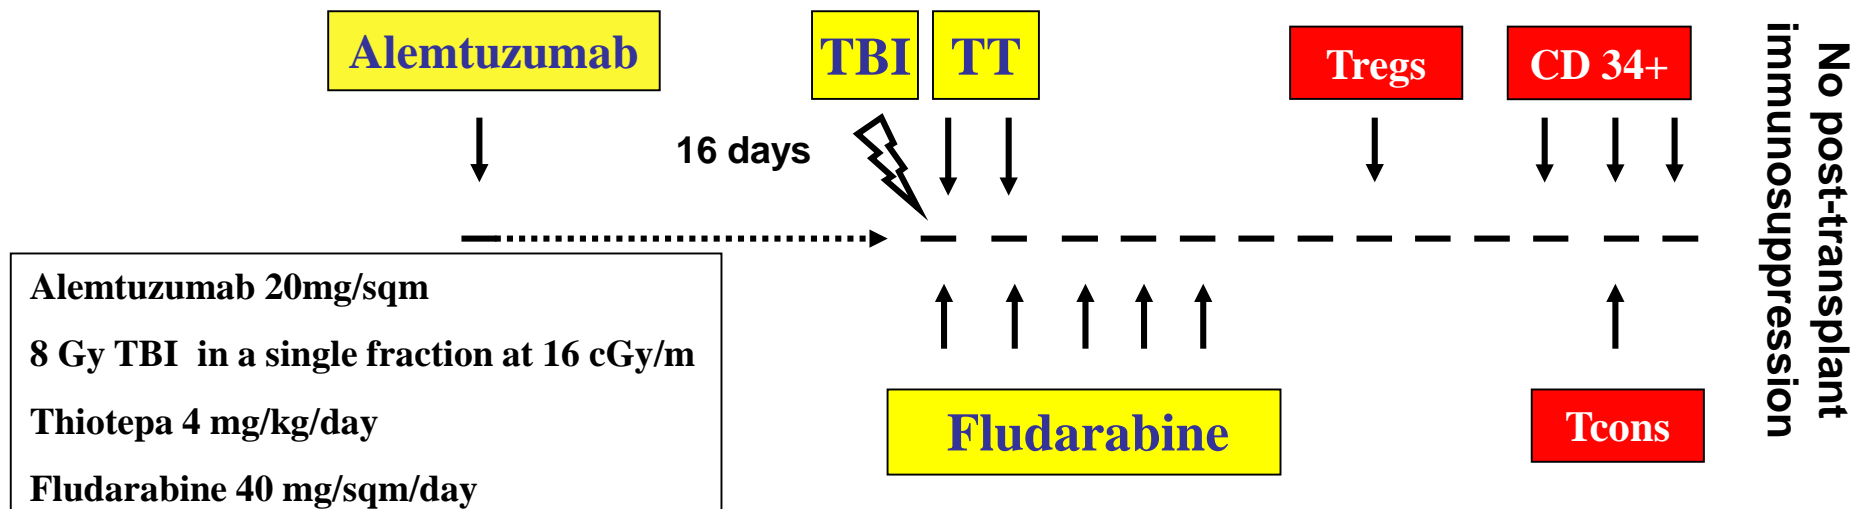 Alemtuzumab
TBI
TT
Tregs
CD 34+
16 days
No post-transplant
immunosuppression
Alemtuzumab 20mg/sqm
8 Gy TBI in a single fraction at 16 cGy/m
Thiotepa 4 mg/kg/day
Fludarabine 40 mg/sqm/day
Fludarabine
Tcons